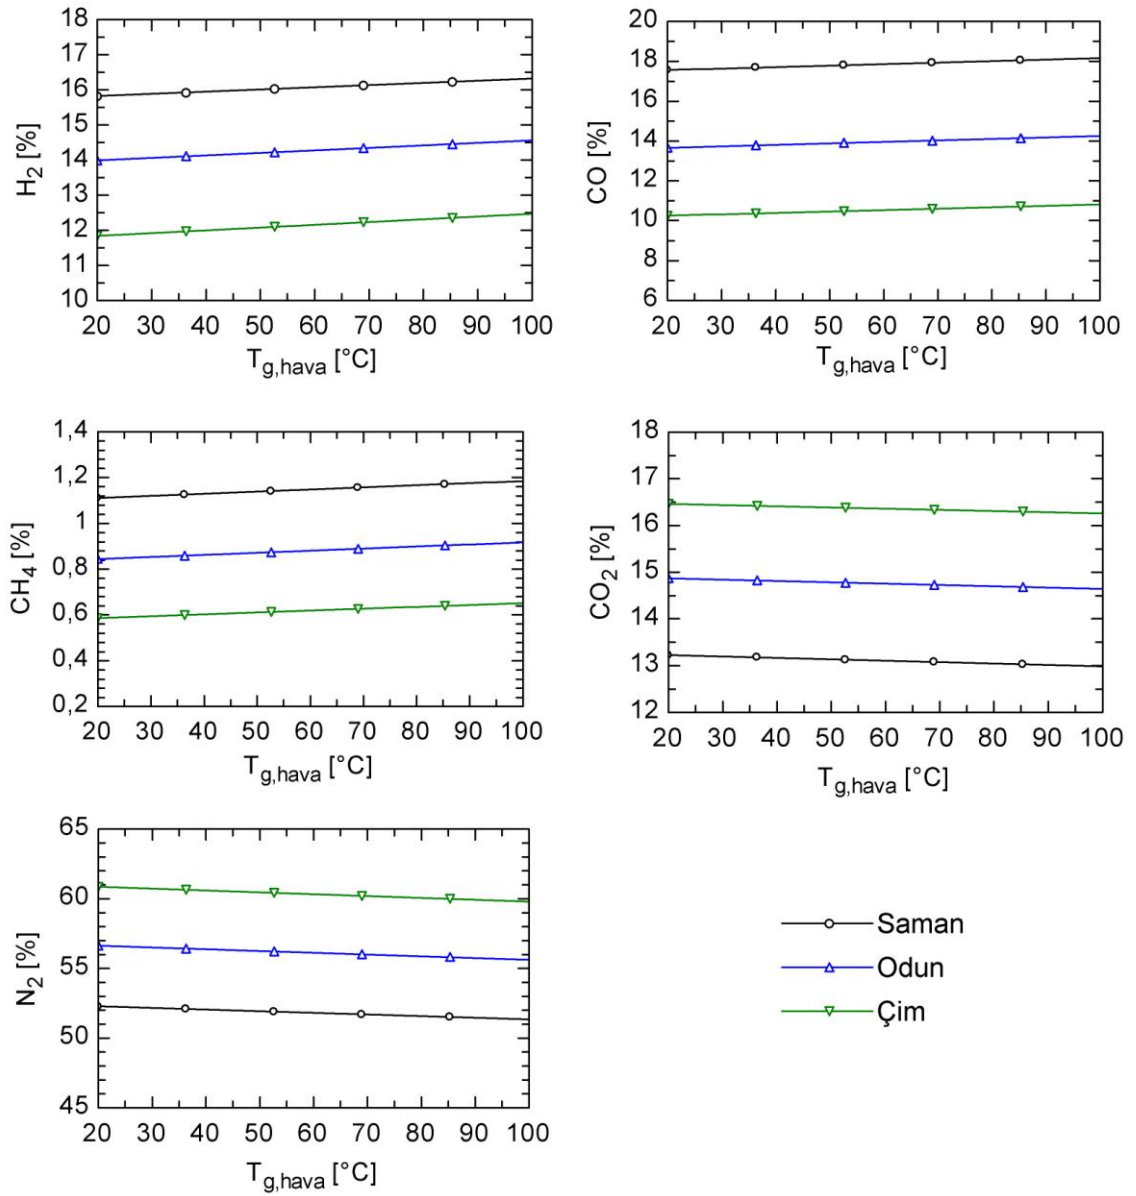 18
17
16
15
14
13
12
11
10
H2 [%]
20 30 40 50 60 70 80 90 100
Tg,hava [°C]
20
18
16
14
12
10
8
6
CO [%]
20 30 40 50 60 70 80 90 100
Tg,hava [°C]
1,4
1,2
1
0,8
0,6
0,4
0,2
CH4 [%]
20 30 40 50 60 70 80 90 100
Tg,hava [°C]
18
17
16
15
14
13
12
CO2 [%]
20 30 40 50 60 70 80 90 100
Tg,hava [°C]
65
60
55
50
45
N2 [%]
20 30 40 50 60 70 80 90 100
Tg,hava [°C]
Saman
Odun
Çim